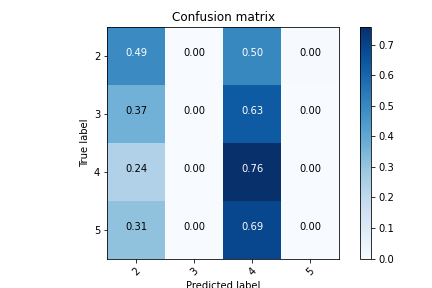 Confusion matrix
True label
2 0.49 0.00 0.50 0.00
3 0.37 0.00 0.63 0.00
4 0.24 0.00 0.76 0.00
5 0.31 0.00 0.69 0.00
2 3 4 5
Predicted label
0.7
0.6
0.5
0.4
0.3
0.2
0.1
0.0